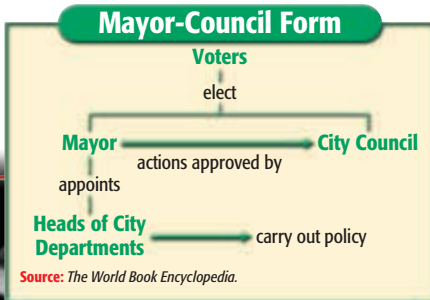 Mayor-Council Form
Voters
elect
Mayor
City Council
actions approved by
appoints
Heads of City
Departments
carry out policy
Source: The World Book Encyclopedia.